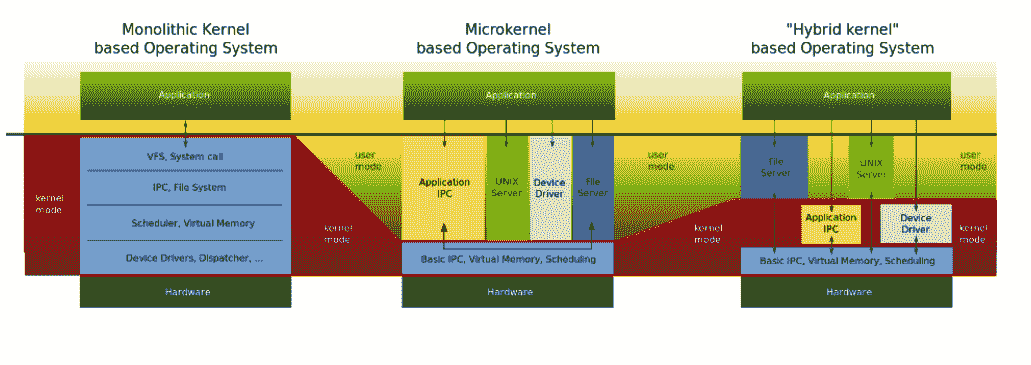 Monolithic Kernel
based Operating System
Microkernel
based Operating System
"Hybrid kernel"
based Operating System
Application
Application
Application
VFS, System call
IPC, File System
Scheduler, Virtual Memory
Device Drivers, Dispatcher, ...
Hardware
kernel
mode
user
mode
kernel
mode
Application
IPC
UNIX
Server
Device
Driver
File
Server
Basic IPC, Virtual Memory, Scheduling
Hardware
user
mode
kernel
mode
File
Server
UNIX
Server
Application
IPC
Device
Driver
Basic IPC, Virtual Memory, Scheduling
Hardware
user
mode
kernel
mode